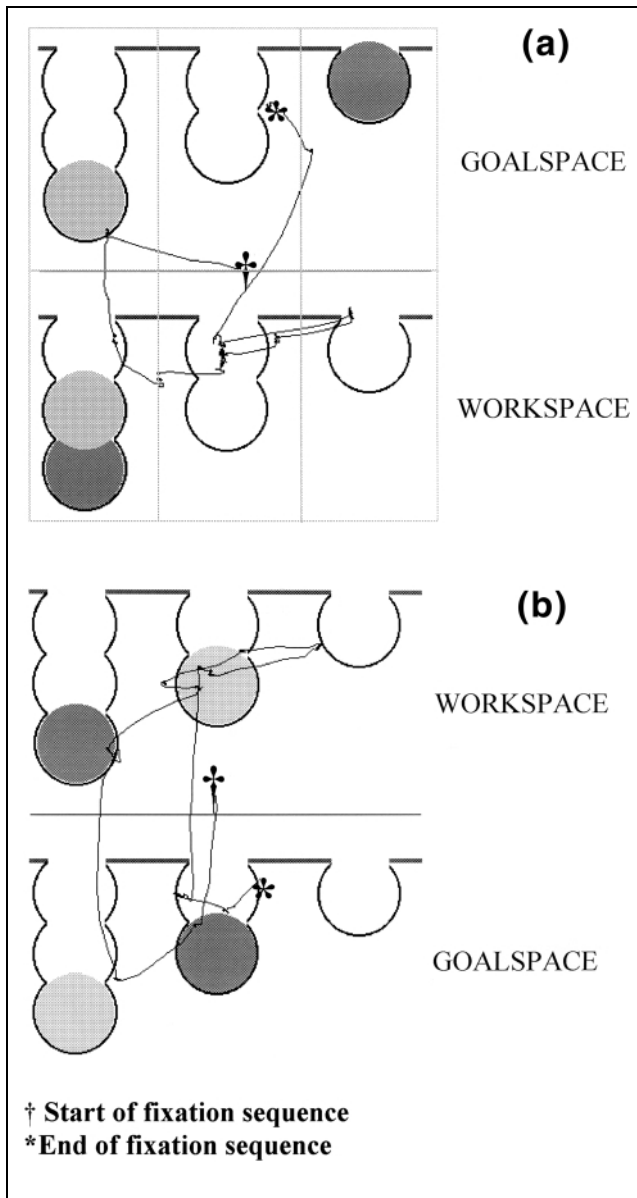 (a)
GOALSPACE
WORKSPACE
(b)
WORKSPACE
GOALSPACE
† Start of fixation sequence
*End of fixation sequence